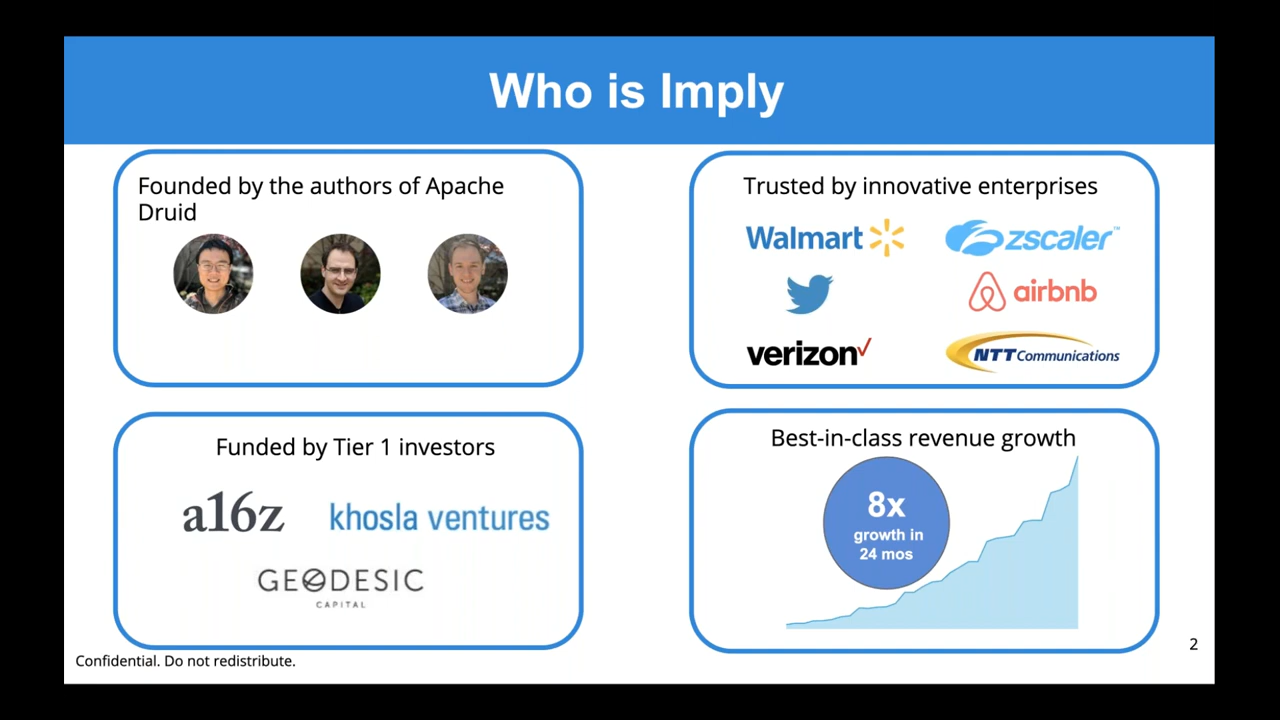 Who is Imply
Founded by the authors of Apache
Druid
Trusted by innovative enterprises
Walmart
zscaler™
airbnb
verizon✓
NTT Communications
Funded by Tier 1 investors
a16z
khosla ventures
GEODESIC
CAPITAL
Best-in-class revenue growth
8x
growth in
24 mos
2
Confidential. Do not redistribute.